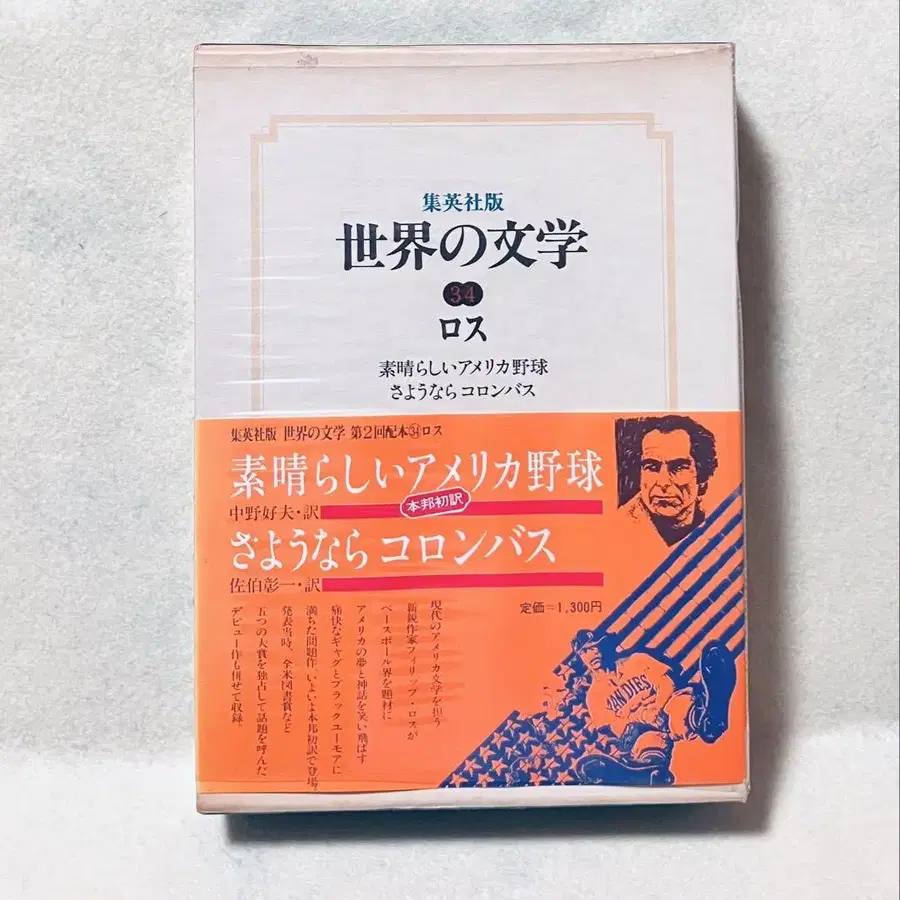 集英社版
世界の文学
34
ロス
素晴らしいアメリカ野球
さようならコロンバス
集英社版 世界の文学 第2回配本㉞ロス
素晴らしいアメリカ野球
中野好夫・訳
本邦初訳
さようならコロンバス
佐伯彰一・訳
定価=1,300円
現代のアメリカ文学を担う
新鋭作家フィリップ・ロスが
ベースボール界を題材に
アメリカの夢と神話を笑い飛ばす
痛快なギャグとブラックユーモアに
満ちた問題作、いよいよ本邦初訳で登場。
発表当時、全米図書賞など
五つの大賞を独占して話題を呼んだ
デビュー作も併せて収録。